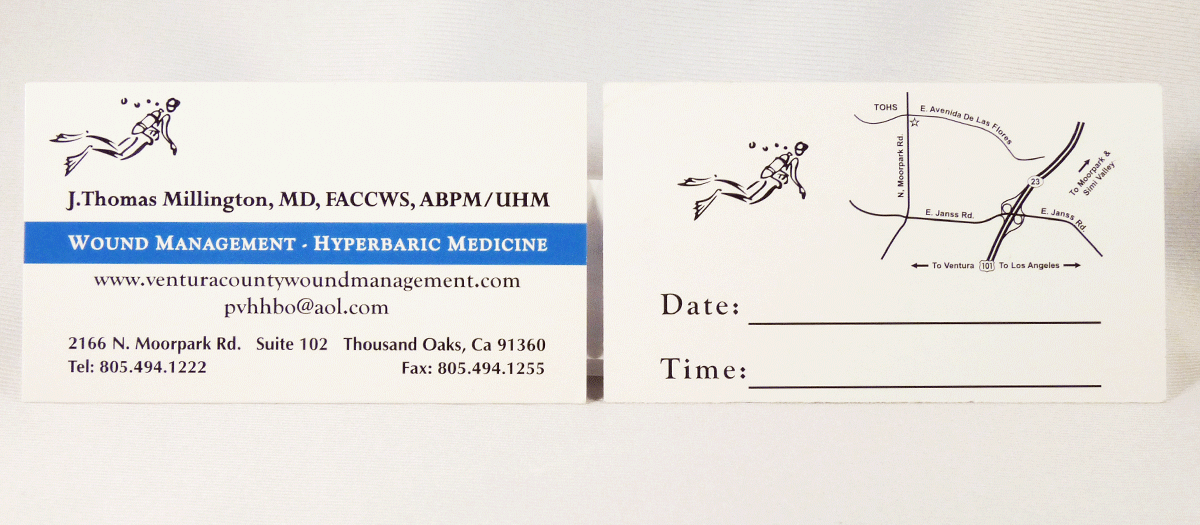 J.Thomas Millington, MD, FACCWS, ABPM/UHM
WOUND MANAGEMENT - HYPERBARIC MEDICINE
www.venturacountywoundmanagement.com
pvhhbo@aol.com
2166 N. Moorpark Rd. Suite 102 Thousand Oaks, Ca 91360
Tel: 805.494.1222 Fax: 805.494.1255
TOHS
E. Avenida De Las Flores
N. Moorpark Rd.
23
To Moorpark &
Simi Valley
E. Janss Rd.
E. Janss Rd.
To Ventura 101 To Los Angeles
Date:
Time: